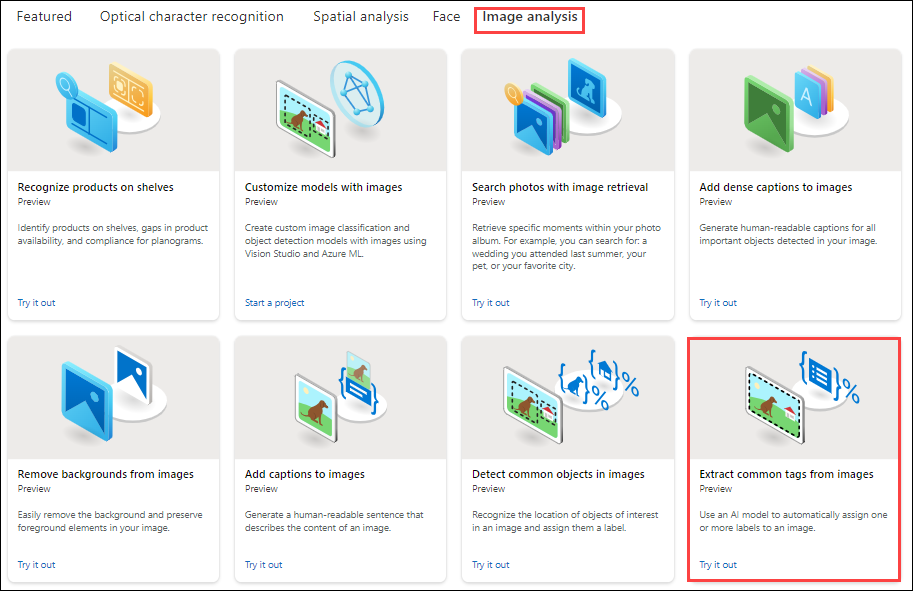 Featured Optical character recognition Spatial analysis Face Image analysis
A
Recognize products on shelves
Preview
Identify products on shelves, gaps in product
availability, and compliance for planograms.
Try it out
Customize models with images
Preview
Create custom image classification and
object detection models with images using
Vision Studio and Azure ML.
Start a project
Search photos with image retrieval
Preview
Retrieve specific moments within your photo
album. For example, you can search for: a
wedding you attended last summer, your
pet, or your favorite city.
Try it out
Add dense captions to images
Preview
Generate human-readable captions for all
important objects detected in your image.
Try it out
Remove backgrounds from images
Preview
Easily remove the background and preserve
foreground elements in your image.
Try it out
{ }
Add captions to images
Preview
Generate a human-readable sentence that
describes the content of an image.
Try it out
{ }% { }%
Detect common objects in images
Preview
Recognize the location of objects of interest
in an image and assign them a label.
Try it out
{ }%
Extract common tags from images
Preview
Use an AI model to automatically assign one
or more labels to an image.
Try it out